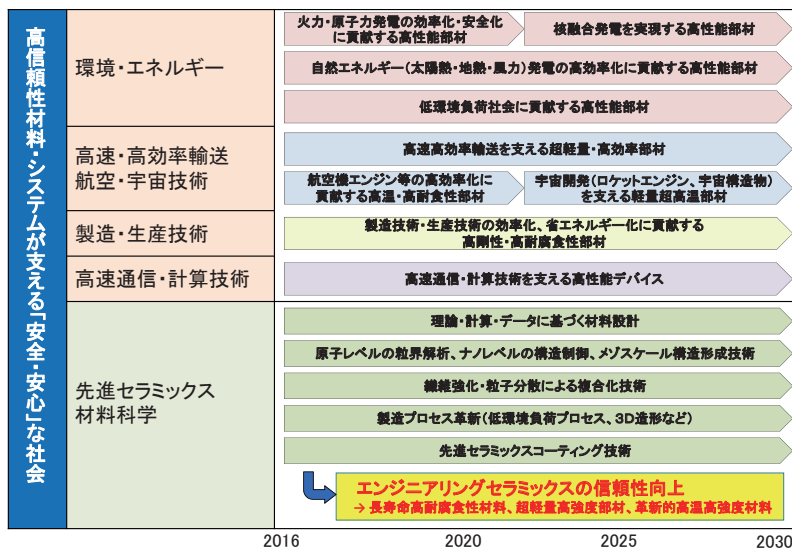 高信頼性材料・システムが支える「安全・安心」な社会
環境・エネルギー
火力・原子力発電の効率化・安全化
に貢献する高性能部材
核融合発電を実現する高性能部材
自然エネルギー(太陽熱・地熱・風力)発電の高効率化に貢献する高性能部材
低環境負荷社会に貢献する高性能部材
高速・高効率輸送
航空・宇宙技術
高速高効率輸送を支える超軽量・高効率部材
航空機エンジン等の高効率化に
貢献する高温・高耐食性部材
宇宙開発(ロケットエンジン、宇宙構造物)
を支える軽量超高温部材
製造・生産技術
製造技術・生産技術の効率化、省エネルギー化に貢献する
高剛性・高耐腐食性部材
高速通信・計算技術
高速通信・計算技術を支える高性能デバイス
先進セラミックス
材料科学
理論・計算・データに基づく材料設計
原子レベルの粒界解析、ナノレベルの構造制御、メゾスケール構造形成技術
繊維強化・粒子分散による複合化技術
製造プロセス革新(低環境負荷プロセス、3D造形など)
先進セラミックスコーティング技術
エンジニアリングセラミックスの信頼性向上
→ 長寿命高耐腐食性材料、超軽量高強度部材、革新的高温高強度材料
2016 2020 2025 2030